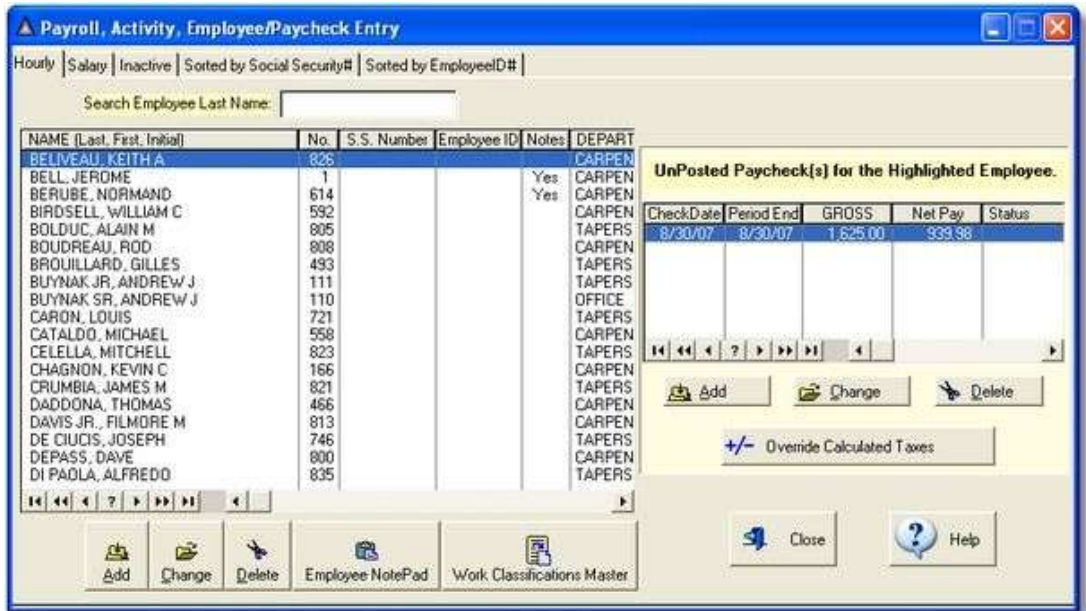 Payroll, Activity, Employee/Paycheck Entry
Hourly Salary Inactive Sorted by Social Security# Sorted by EmployeeID#
Search Employee Last Name:
NAME (Last, First, Initial) No. S.S. Number Employee ID Notes DEPART
BELIVEAU, KEITH A 826 CARPEN
BELL, JEROME 1 Yes CARPEN
BERUBE, NORMAND 614 Yes CARPEN
BIRDSELL, WILLIAM C 592 CARPEN
BOLDUC, ALAIN M 805 TAPERS
BOUDREAU, ROD 808 CARPEN
BROUILLARD, GILLES 493 TAPERS
BUYNAK JR, ANDREW J 111 TAPERS
BUYNAK SR, ANDREW J 110 OFFICE
CARON, LOUIS 721 TAPERS
CATALDO, MICHAEL 558 CARPEN
CELELLA, MITCHELL 823 TAPERS
CHAGNON, KEVIN C 166 CARPEN
CRUMBIA, JAMES M 821 TAPERS
DADDONA, THOMAS 466 CARPEN
DAVIS JR., FILMORE M 813 CARPEN
DE CIUCIS, JOSEPH 746 TAPERS
DEPASS, DAVE 800 CARPEN
DI PAOLA, ALFREDO 835 TAPERS
?
Add Change Delete Employee NotePad Work Classifications Master
UnPosted Paycheck(s) for the Highlighted Employee.
CheckDate Period End GROSS Net Pay Status
8/30/07 8/30/07 1,625.00 939.98
?
Add Change Delete
+/- Override Calculated Taxes
Close ? Help